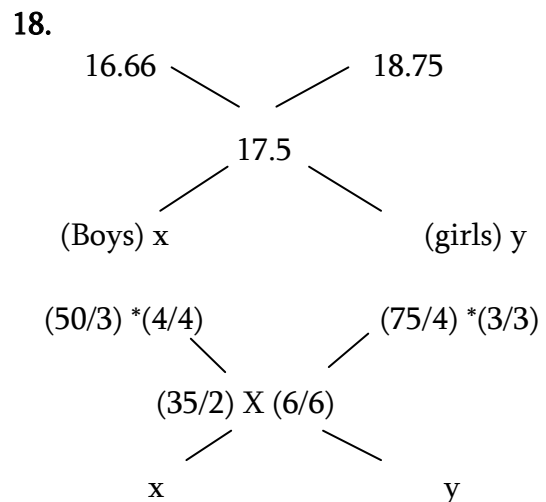 18.
16.66 18.75
17.5
(Boys) x (girls) y
(50/3) *(4/4) (75/4) *(3/3)
(35/2) X (6/6)
x y